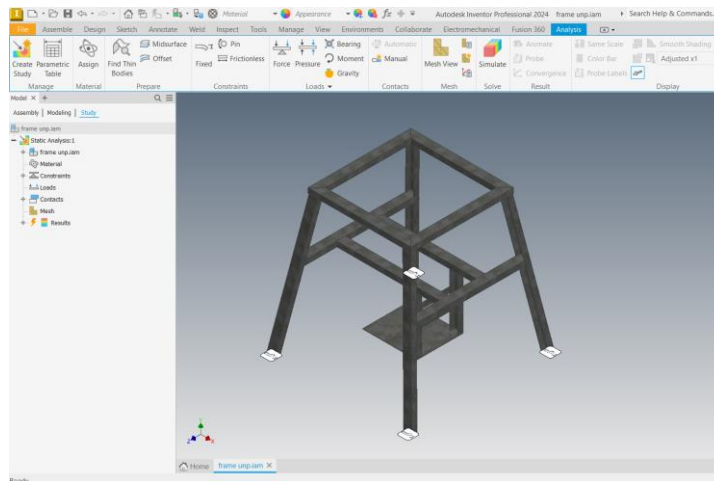 Material
Appearance
Autodesk Inventor Professional 2024 frame unp.iam
Search Help & Commands...
File Assemble Design Sketch Annotate Weld Inspect Tools Manage View Environments Collaborate Electromechanical Fusion 360 Analysis
Create Study
Parametric Table
Assign
Find Thin Bodies
Midsurface
Offset
Fixed
Pin
Frictionless
Force
Pressure
Bearing
Moment
Gravity
Automatic
Manual
Mesh View
Simulate
Animate
Probe
Convergence
Same Scale
Color Bar
Probe Labels
Smooth Shading
Adjusted x1
Manage Material Prepare Constraints Loads Contacts Mesh Solve Result Display
Model
Assembly | Modeling | Study
frame unp.iam
Static Analysis:1
frame unp.iam
Material
Constraints
Loads
Contacts
Mesh
Results
Y
Z
X
Home frame unp.iam
Ready